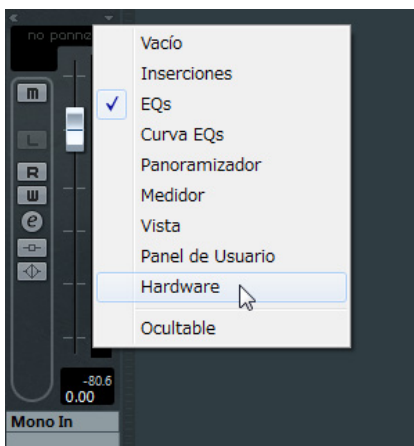 no panne
Vacío
Inserciones
m
EQs
L
Curva EQs
R
Panoramizador
W
Medidor
e
Vista
Panel de Usuario
Hardware
Ocultable
-80.6
0.00
Mono In